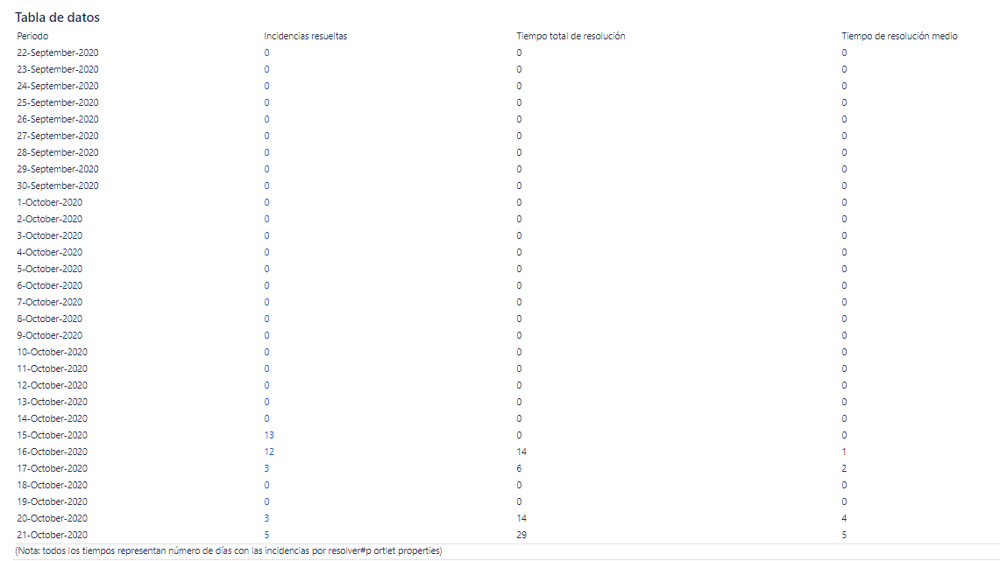 Tabla de datos
Periodo Incidencias resueltas Tiempo total de resolución Tiempo de resolución medio
22-September-2020 0 0 0
23-September-2020 0 0 0
24-September-2020 0 0 0
25-September-2020 0 0 0
26-September-2020 0 0 0
27-September-2020 0 0 0
28-September-2020 0 0 0
29-September-2020 0 0 0
30-September-2020 0 0 0
1-October-2020 0 0 0
2-October-2020 0 0 0
3-October-2020 0 0 0
4-October-2020 0 0 0
5-October-2020 0 0 0
6-October-2020 0 0 0
7-October-2020 0 0 0
8-October-2020 0 0 0
9-October-2020 0 0 0
10-October-2020 0 0 0
11-October-2020 0 0 0
12-October-2020 0 0 0
13-October-2020 0 0 0
14-October-2020 0 0 0
15-October-2020 13 0 0
16-October-2020 12 14 1
17-October-2020 3 6 2
18-October-2020 0 0 0
19-October-2020 0 0 0
20-October-2020 3 14 4
21-October-2020 5 29 5
(Nota: todos los tiempos representan número de días con las incidencias por resolver#p ortlet properties)